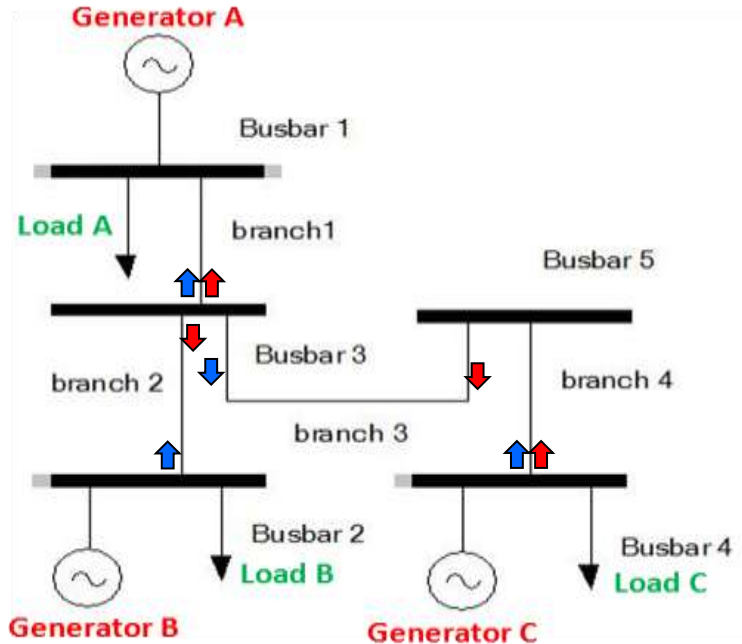 Generator A
Busbar 1
Load A
branch1
Busbar 5
Busbar 3
branch 2
branch 4
branch 3
Busbar 2
Load B
Busbar 4
Load C
Generator B
Generator C